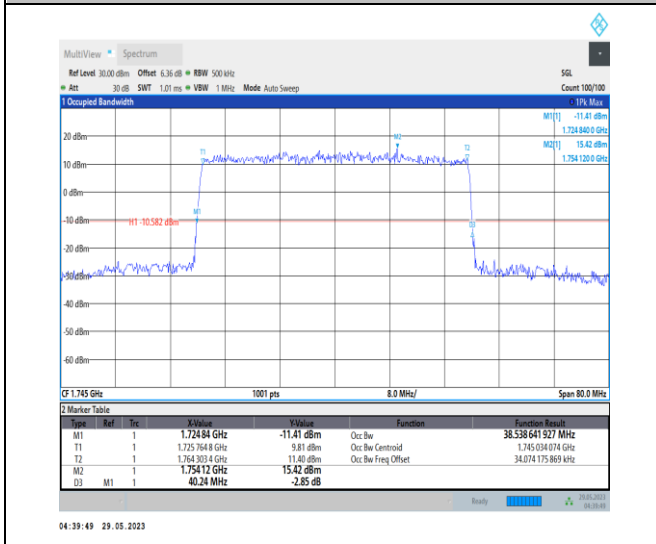 MultiView Spectrum
Ref Level 30.00 dBm Offset 6.36 dB RBW 500 kHz SGL
Att 30 dB SWT 1.01 ms VBW 1 MHz Mode Auto Sweep Count 100/100
1 Occupied Bandwidth 1Pk Max
M1[1] -11.41 dBm
1.724 840 0 GHz
M2[1] 15.42 dBm
1.754 120 0 GHz
20 dBm
M2
T1
T2
10 dBm
0 dBm
M1
-10 dBm
H1 -10.582 dBm
D3
-20 dBm
-30 dBm
-40 dBm
-50 dBm
-60 dBm
CF 1.745 GHz 1001 pts 8.0 MHz/ Span 80.0 MHz
2 Marker Table
Type Ref Trc X-Value Y-Value Function Function Result
M1 1 1.72484 GHz -11.41 dBm Occ Bw 38.538 641 927 MHz
T1 1 1.725 764 8 GHz 9.81 dBm Occ Bw Centroid 1.745 034 074 GHz
T2 1 1.764 303 4 GHz 11.40 dBm Occ Bw Freq Offset 34.074 175 869 kHz
M2 1 1.75412 GHz 15.42 dBm
D3 M1 1 40.24 MHz -2.85 dB
Ready 29.05.2023
04:39:49
04:39:49 29.05.2023